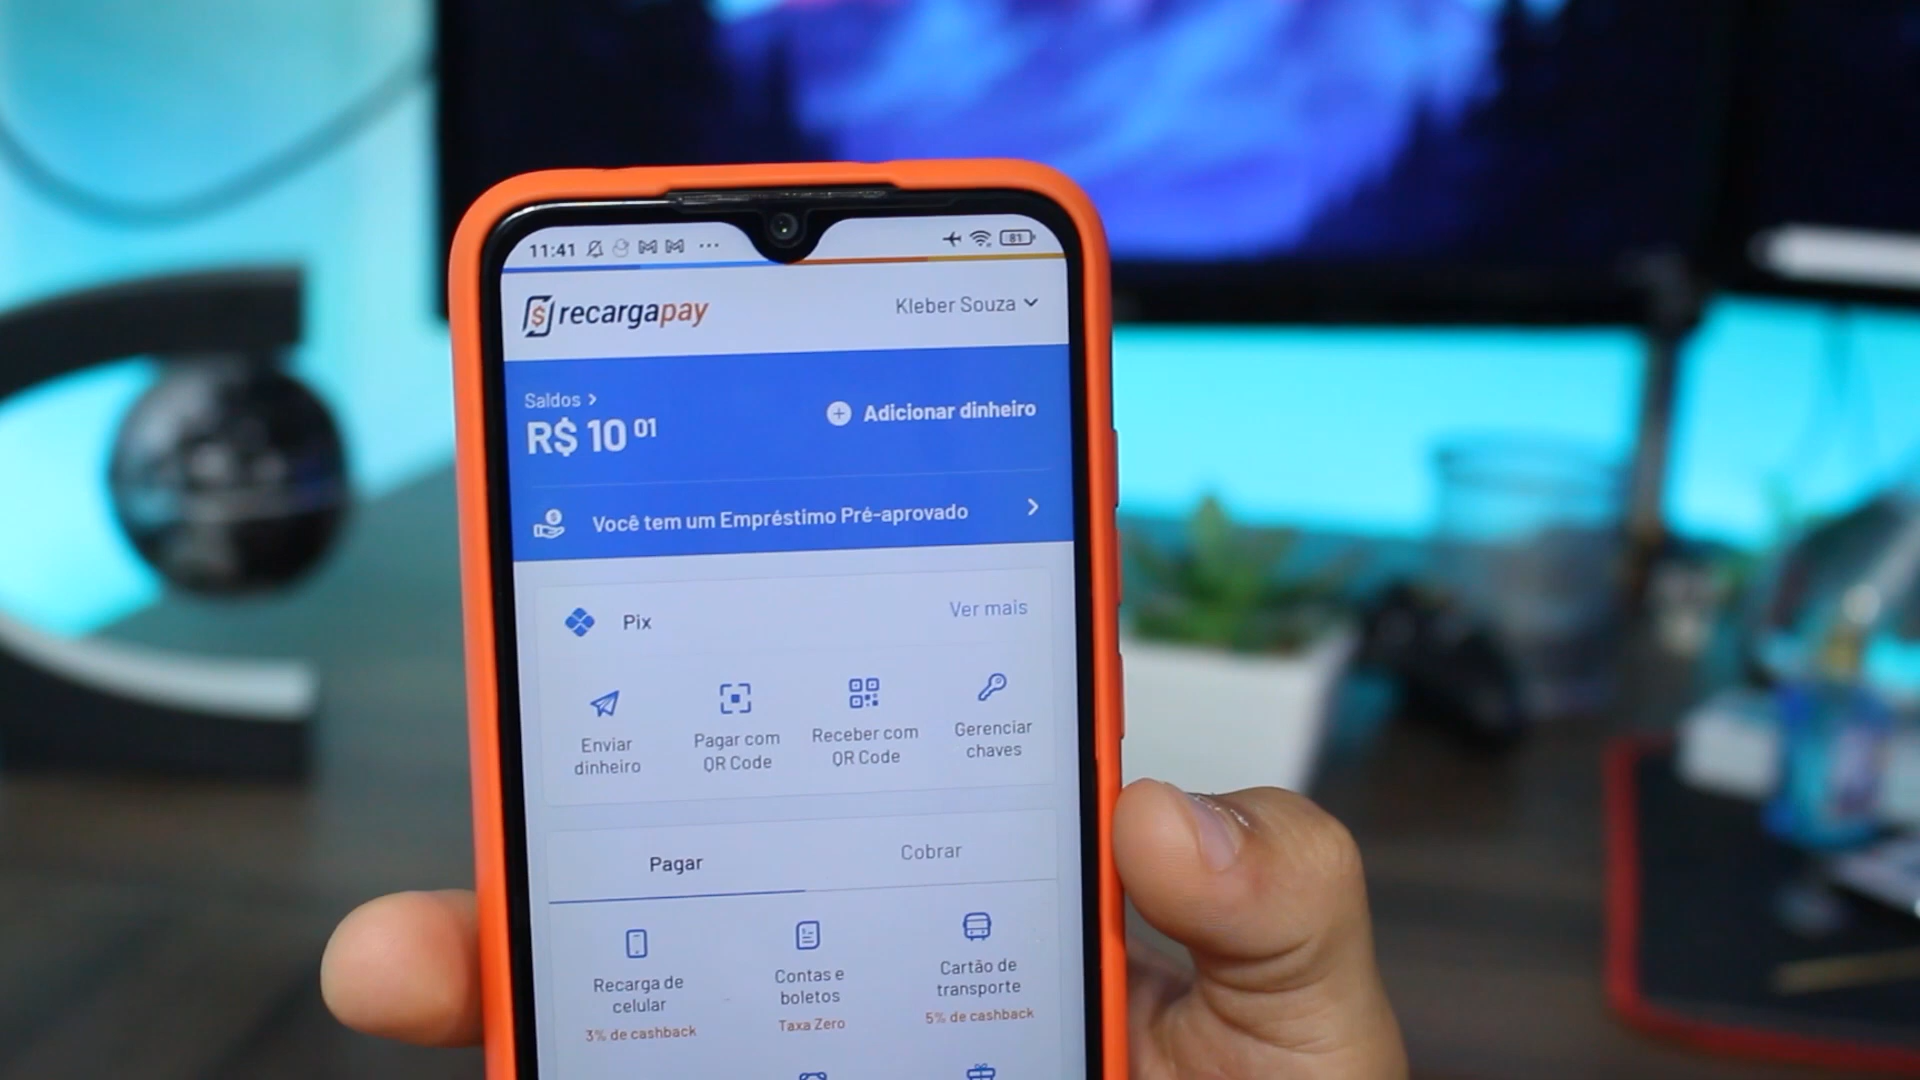 11:41
81
recargapay
Kleber Souza
Saldos
R$ 10 01
Adicionar dinheiro
Você tem um Empréstimo Pré-aprovado
Pix
Ver mais
Enviar
dinheiro
Pagar com
QR Code
Receber com
QR Code
Gerenciar
chaves
Pagar
Cobrar
Recarga de
celular
3% de cashback
Contas e
boletos
Taxa Zero
Cartão de
transporte
5% de cashback